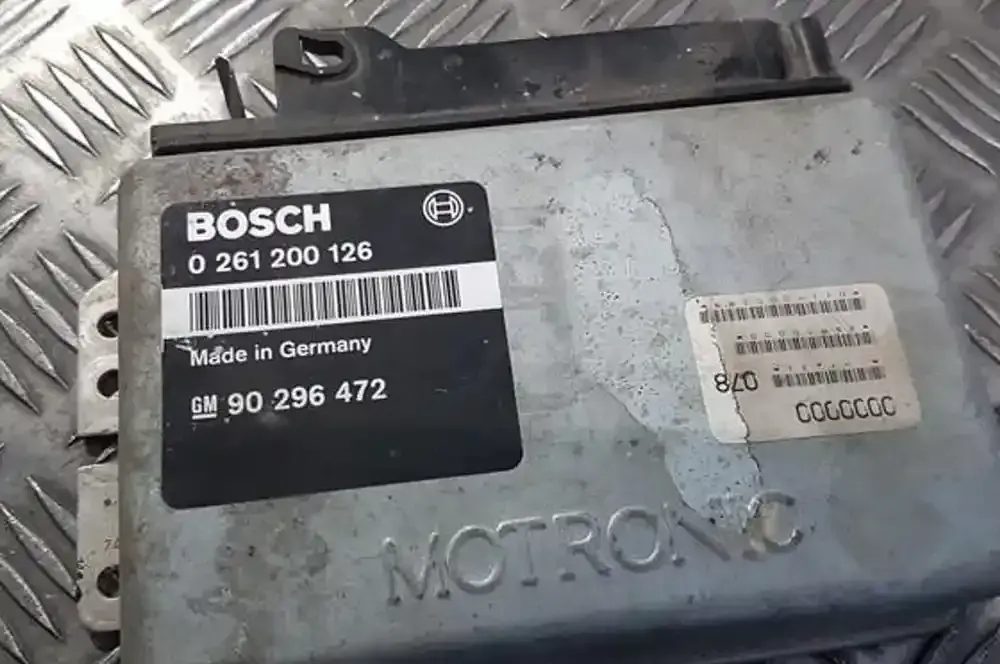 BOSCH
0 261 200 126
Made in Germany
GM 90 296 472
078
0000000
MOTRONIC